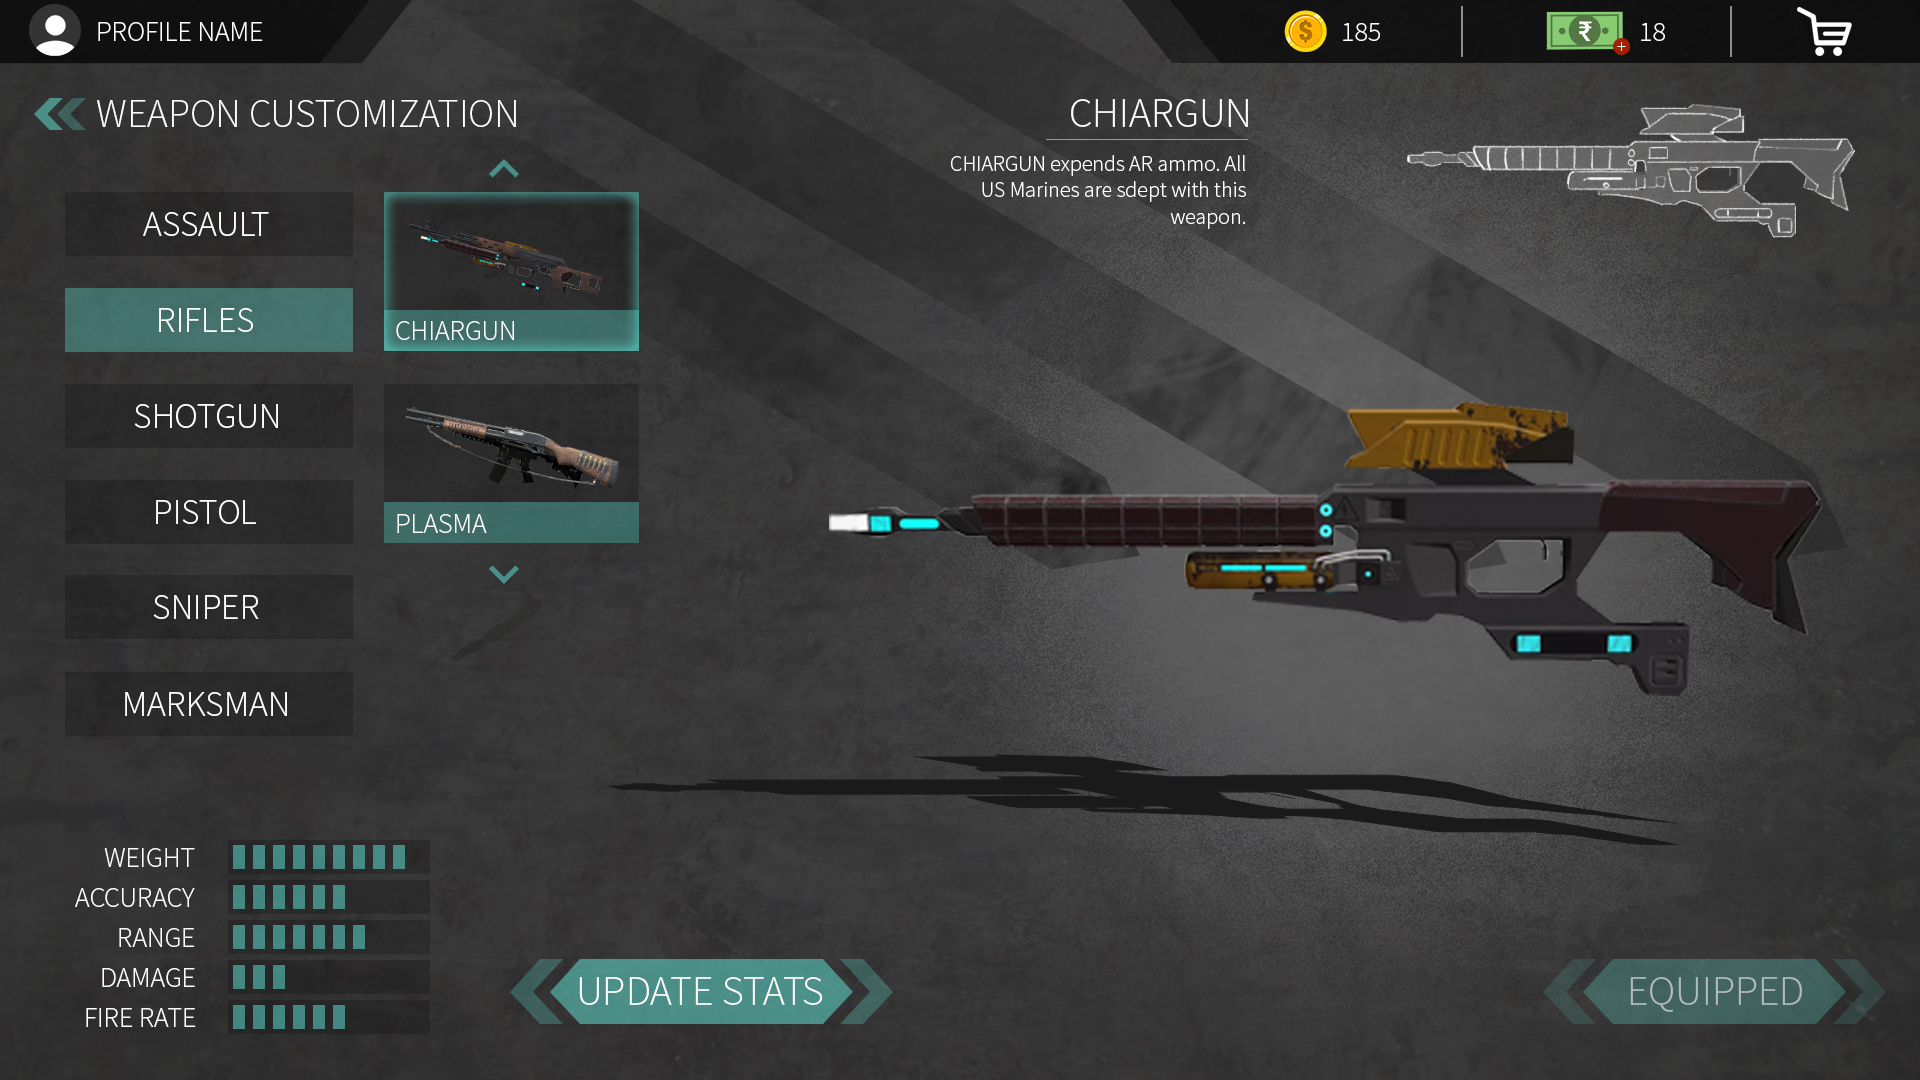 PROFILE NAME
185
18
WEAPON CUSTOMIZATION
CHIARGUN
CHIARGUN expends AR ammo. All
US Marines are sdept with this
weapon.
ASSAULT
RIFLES
SHOTGUN
PISTOL
SNIPER
MARKSMAN
CHIARGUN
PLASMA
WEIGHT
ACCURACY
RANGE
DAMAGE
FIRE RATE
UPDATE STATS
EQUIPPED